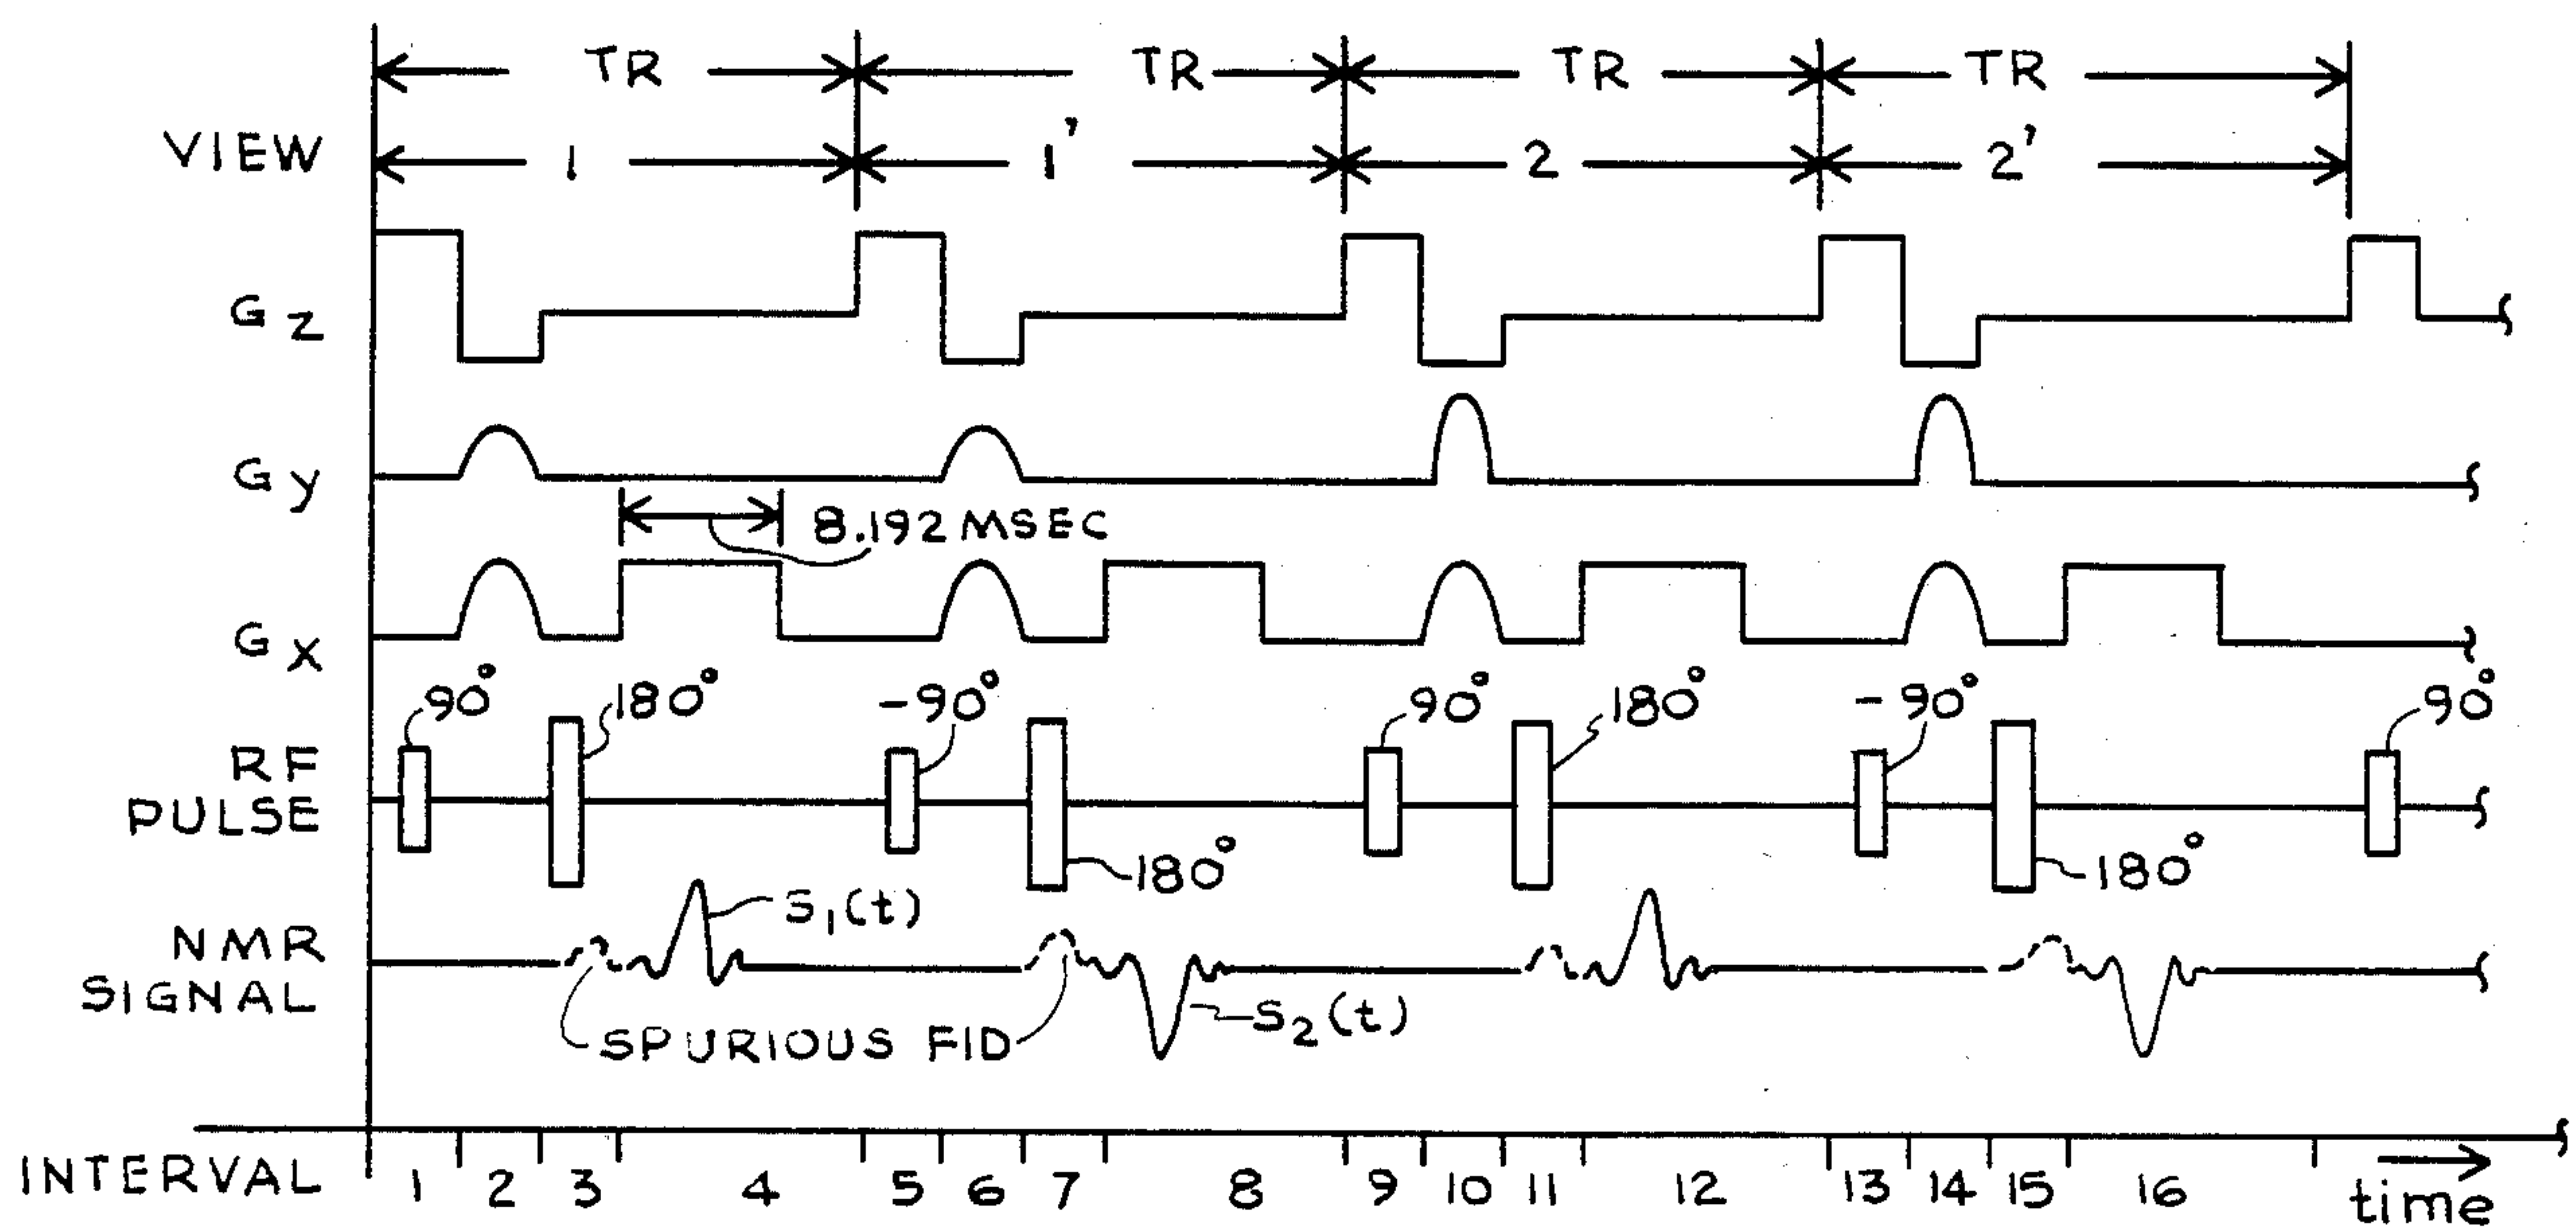 TR TR TR TR
VIEW 1 1' 2 2'
Gz
Gy
8.192 MSEC
Gx
90° 180° -90° 90° 180° -90° 90°
RF
PULSE
180° 180°
S₁(t)
NMR
SIGNAL
SPURIOUS FID S₂(t)
INTERVAL 1 2 3 4 5 6 7 8 9 10 11 12 13 14 15 16 time